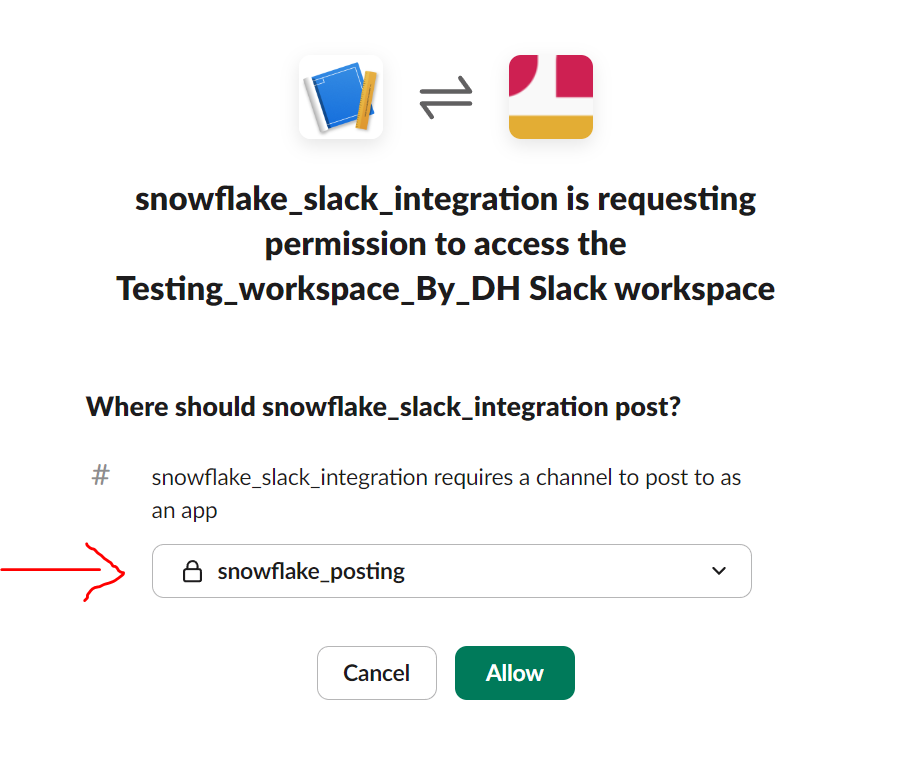 snowflake_slack_integration is requesting
permission to access the
Testing_workspace_By_DH Slack workspace
Where should snowflake_slack_integration post?
# snowflake_slack_integration requires a channel to post to as
an app
snowflake_posting
Cancel Allow